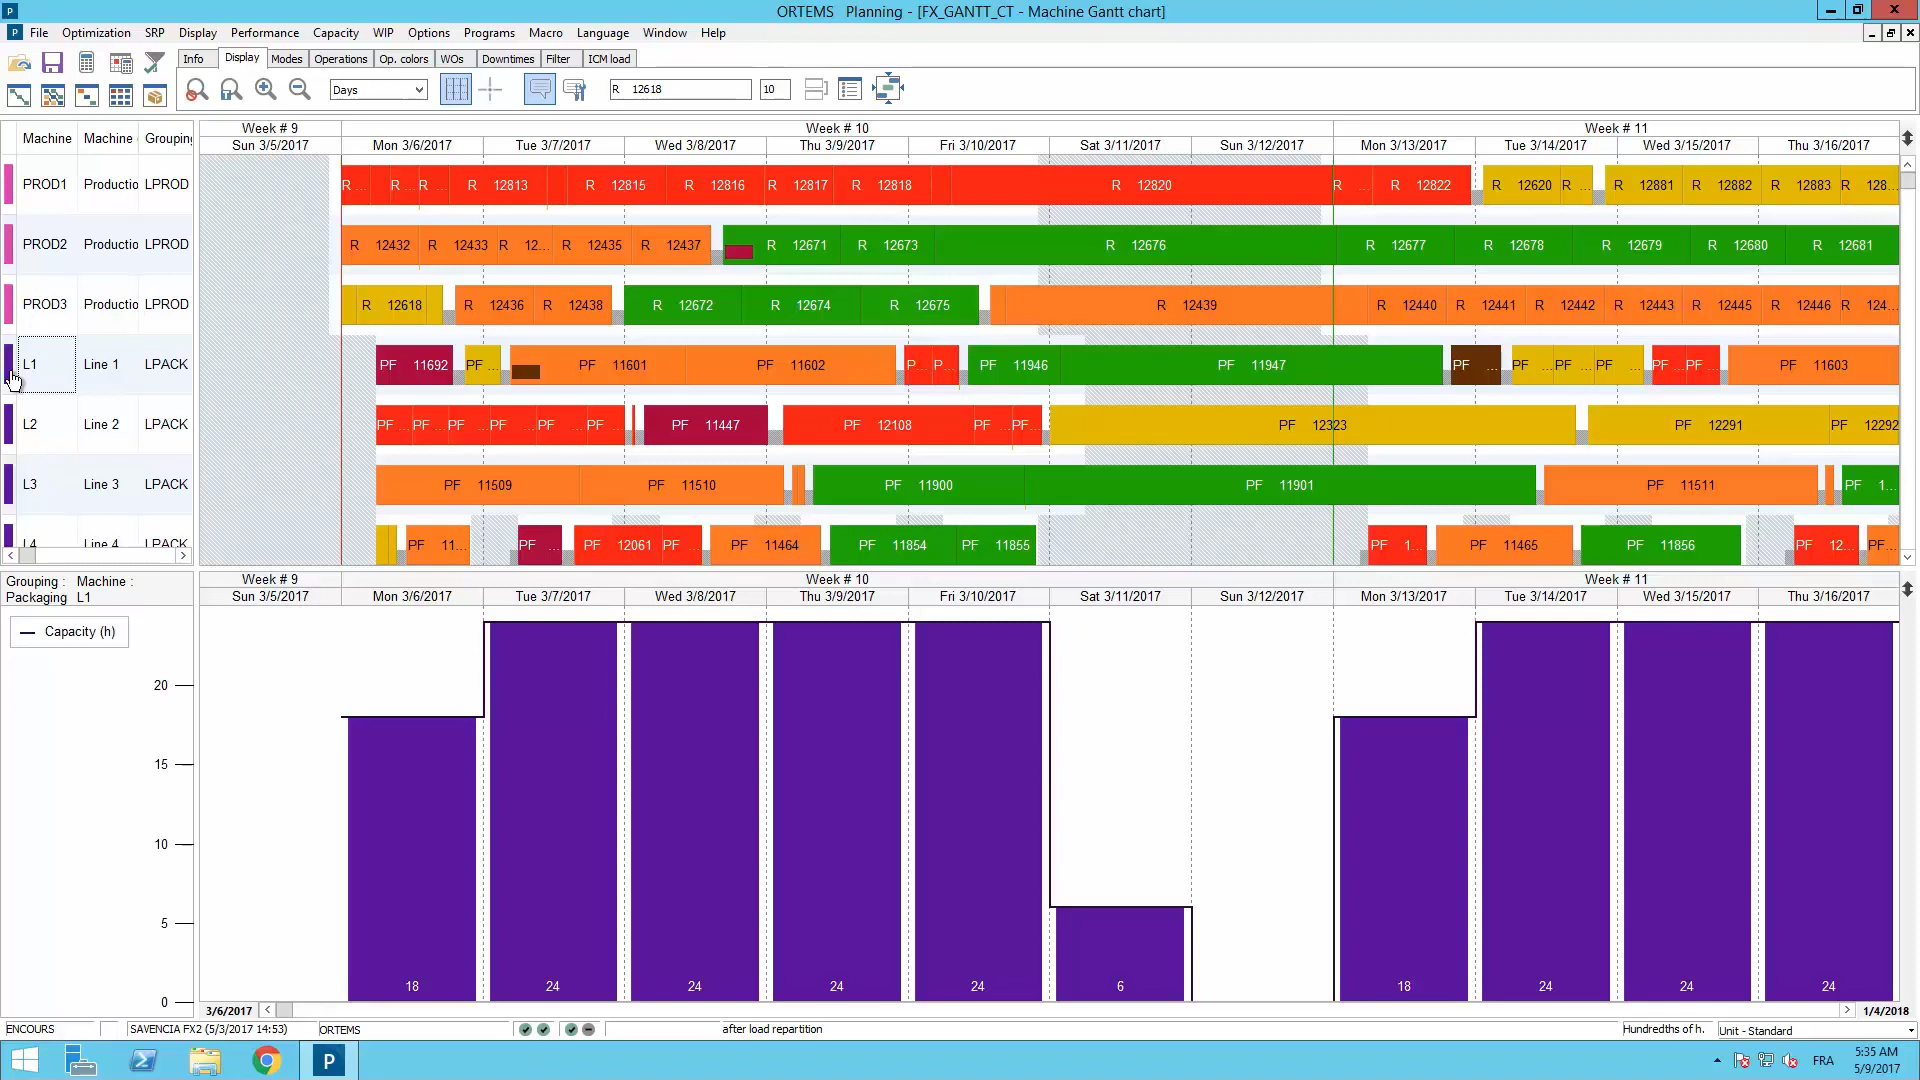 ORTEMS Planning - [FX_GANTT_CT - Machine Gantt chart]
File Optimization SRP Display Performance Capacity WIP Options Programs Macro Language Window Help
Info Display Modes Operations Op. colors WOs Downtimes Filter ICM load
Days R 12618 10
Machine Machine Grouping
Week # 9 Week # 10 Week # 11
Sun 3/5/2017 Mon 3/6/2017 Tue 3/7/2017 Wed 3/8/2017 Thu 3/9/2017 Fri 3/10/2017 Sat 3/11/2017 Sun 3/12/2017 Mon 3/13/2017 Tue 3/14/2017 Wed 3/15/2017 Thu 3/16/2017
PROD1 Productio LPROD R ... R ... R ... R 12813 R 12815 R 12816 R 12817 R 12818 R 12820 R ... R 12822 R 12620 R ... R 12881 R 12882 R 12883 R 128...
PROD2 Productio LPROD R 12432 R 12433 R 12... R 12435 R 12437 R 12671 R 12673 R 12676 R 12677 R 12678 R 12679 R 12680 R 12681
PROD3 Productio LPROD R 12618 R 12436 R 12438 R 12672 R 12674 R 12675 R 12439 R 12440 R 12441 R 12442 R 12443 R 12445 R 12446 R 124...
L1 Line 1 LPACK PF 11692 PF ... PF 11601 PF 11602 P... P... PF 11946 PF 11947 PF ... PF ... PF ... PF ... PF ... PF ... PF 11603
L2 Line 2 LPACK PF ... PF ... PF ... PF ... PF ... PF ... PF 11447 PF 12108 PF ... PF ... PF 12323 PF 12291 PF 12292
L3 Line 3 LPACK PF 11509 PF 11510 PF 11900 PF 11901 PF 11511 PF 1...
L4 Line 4 LPACK PF 11... PF ... PF 12061 PF ... PF 11464 PF 11854 PF 11855 PF 1... PF 11465 PF 11856 PF 12... PF...
Grouping : Machine :
Packaging L1
Week # 9 Week # 10 Week # 11
Sun 3/5/2017 Mon 3/6/2017 Tue 3/7/2017 Wed 3/8/2017 Thu 3/9/2017 Fri 3/10/2017 Sat 3/11/2017 Sun 3/12/2017 Mon 3/13/2017 Tue 3/14/2017 Wed 3/15/2017 Thu 3/16/2017
Capacity (h)
20
15
10
5
0
18 24 24 24 24 6 18 24 24 24
3/6/2017 1/4/2018
ENCOURS SAVENCIA FX2 (5/3/2017 14:53) ORTEMS after load repartition Hundredths of h. Unit - Standard
FRA
5:35 AM
5/9/2017